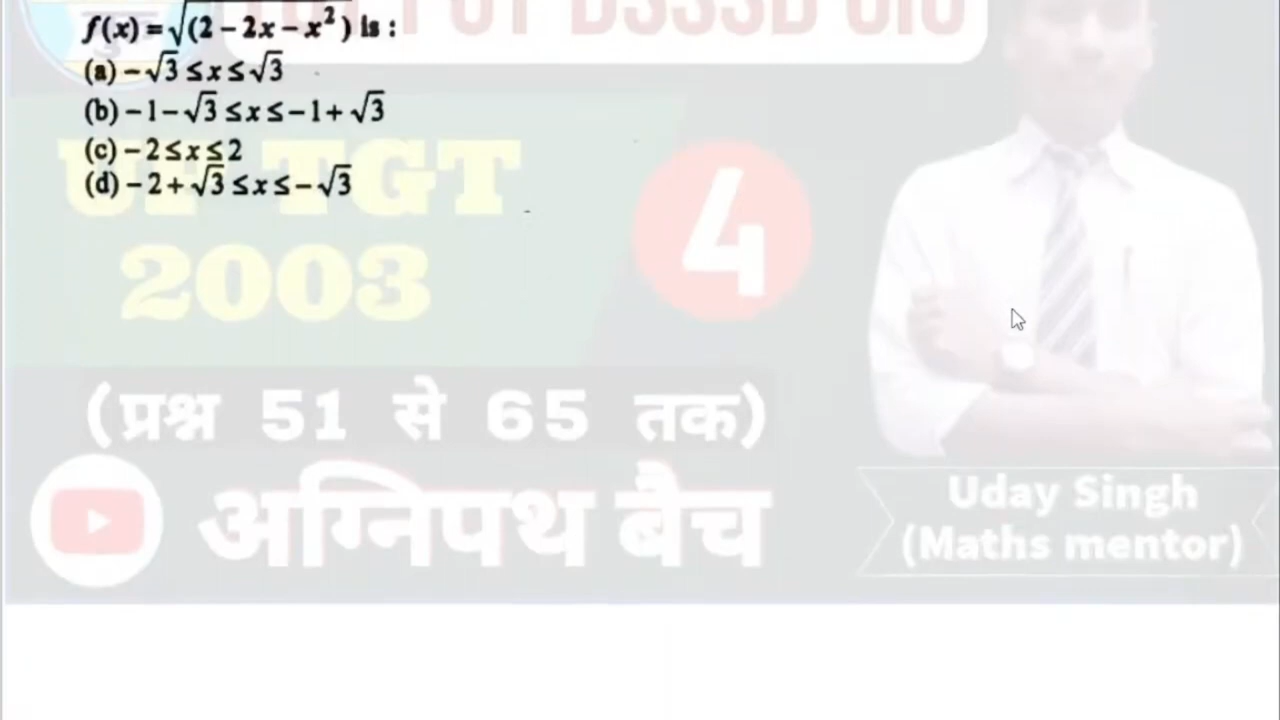 f(x) = √(2 – 2x – x²) is :
(a) – √3 ≤ x ≤ √3
(b) – 1 – √3 ≤ x ≤ – 1 + √3
(c) – 2 ≤ x ≤ 2
(d) – 2 + √3 ≤ x ≤ – √3
UP TGT
2003
4
(प्रश्न 51 से 65 तक)
अग्निपथ बैच
Uday Singh
(Maths mentor)